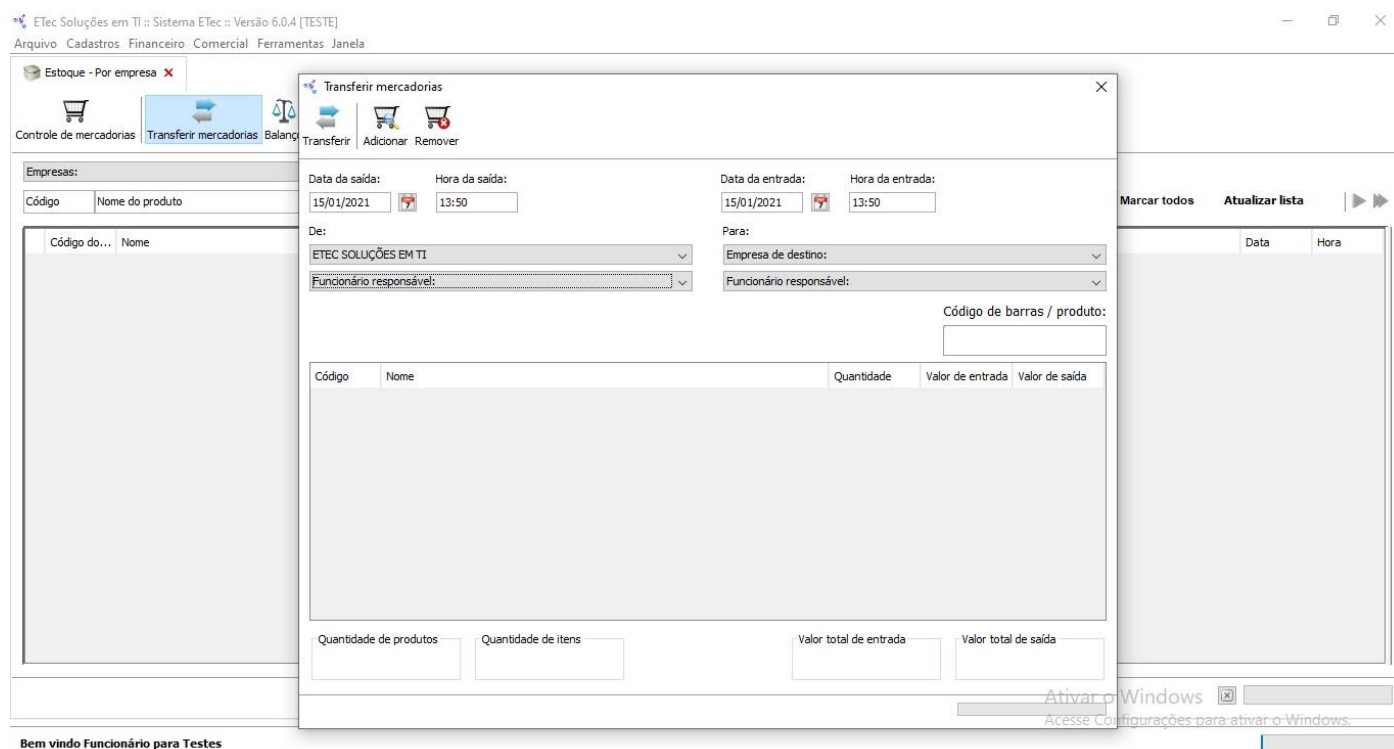 ETec Soluções em TI :: Sistema ETec :: Versão 6.0.4 [TESTE]
Arquivo Cadastros Financeiro Comercial Ferramentas Janela
Estoque - Por empresa
Controle de mercadorias Transferir mercadorias
Empresas:
Código Nome do produto
Marcar todos Atualizar lista
Código do... Nome Data Hora
Transferir mercadorias
Transferir Adicionar Remover
Data da saída: Hora da saída: Data da entrada: Hora da entrada:
15/01/2021 13:50 15/01/2021 13:50
De: Para:
ETEC SOLUÇÕES EM TI Empresa de destino:
Funcionário responsável: Funcionário responsável:
Código de barras / produto:
Código Nome Quantidade Valor de entrada Valor de saída
Quantidade de produtos Quantidade de itens Valor total de entrada Valor total de saída
Ativar o Windows
Acesse Configurações para ativar o Windows.
Bem vindo Funcionário para Testes